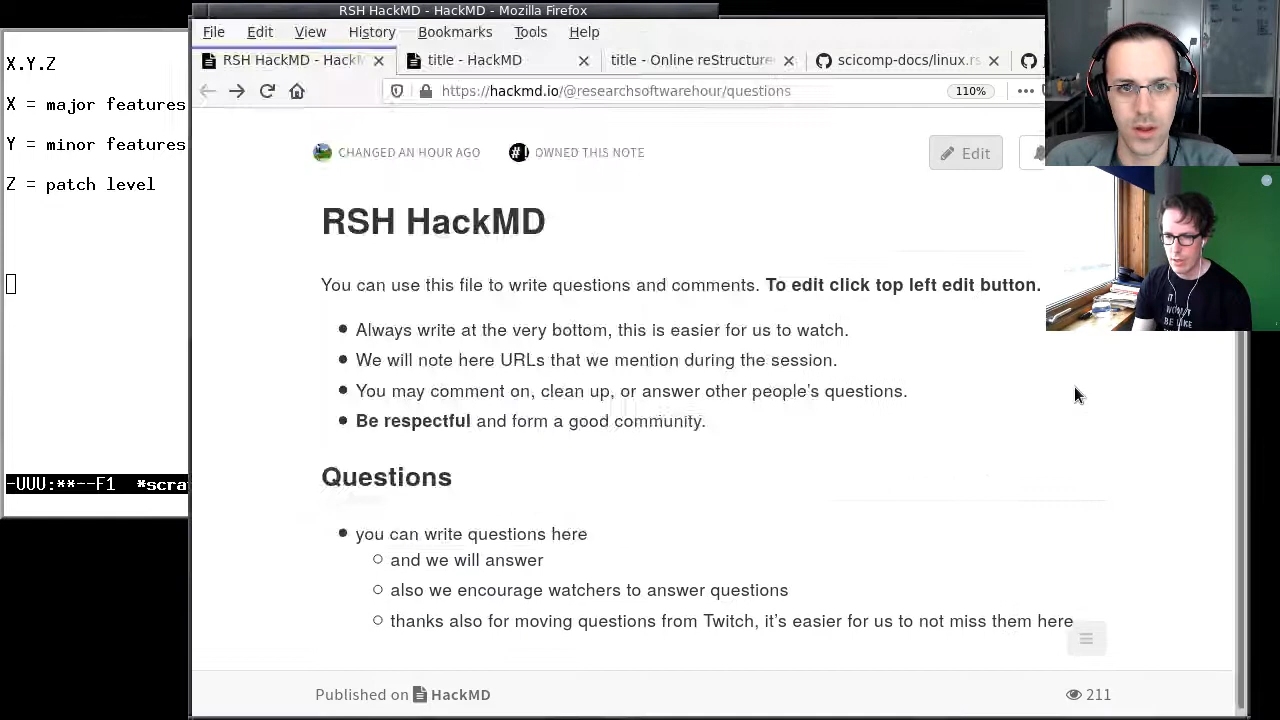 RSH HackMD - HackMD - Mozilla Firefox
File Edit View History Bookmarks Tools Help
RSH HackMD - HackM
title - HackMD
title - Online reStructure
scicomp-docs/linux.rs
https://hackmd.io/@researchsoftwarehour/questions
110%
X.Y.Z
X = major features
Y = minor features
Z = patch level
-UUU:**--F1 *scra
CHANGED AN HOUR AGO
OWNED THIS NOTE
Edit
RSH HackMD
You can use this file to write questions and comments. To edit click top left edit button.
Always write at the very bottom, this is easier for us to watch.
We will note here URLs that we mention during the session.
You may comment on, clean up, or answer other people's questions.
Be respectful and form a good community.
Questions
you can write questions here
and we will answer
also we encourage watchers to answer questions
thanks also for moving questions from Twitch, it's easier for us to not miss them here
Published on HackMD
211
IT
WOULDN'T
BE LIKE